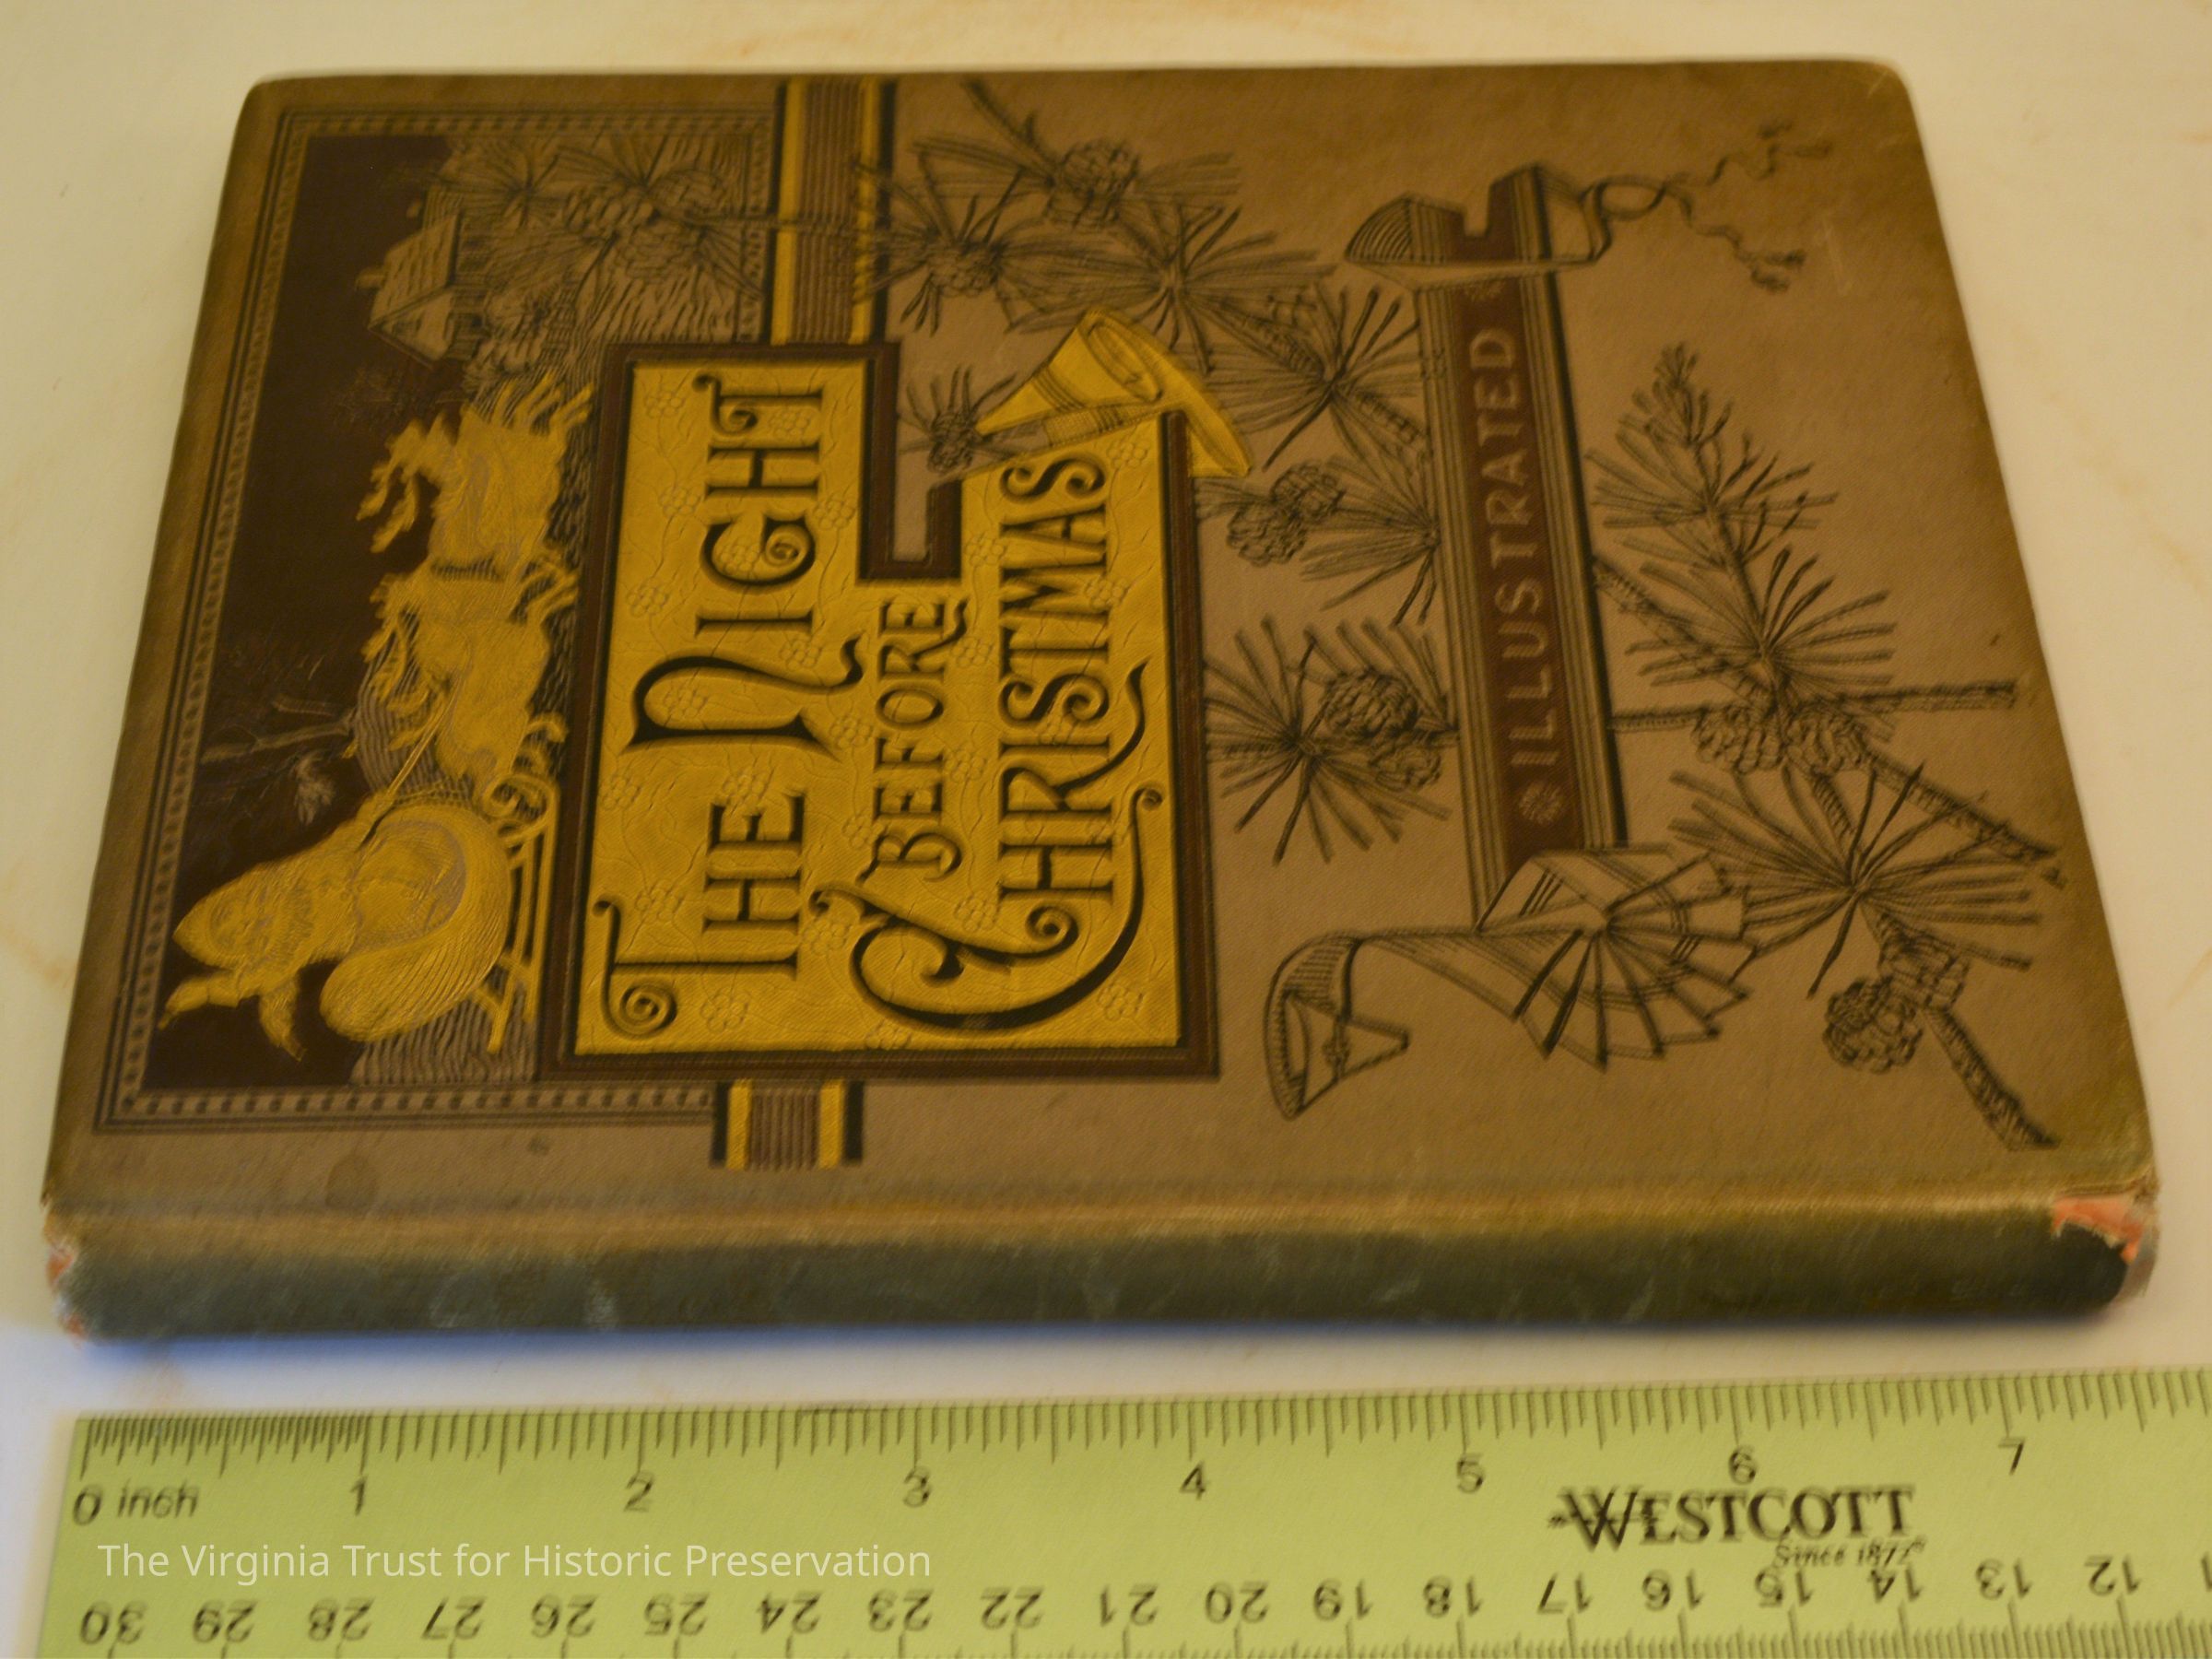 THE NIGHT
BEFORE
CHRISTMAS
ILLUSTRATED
0 inch 1 2 3 4 5 6 7
WESTCOTT
Since 1872®
The Virginia Trust for Historic Preservation
30 29 28 27 26 25 24 23 22 21 20 19 18 17 16 15 14 13 12